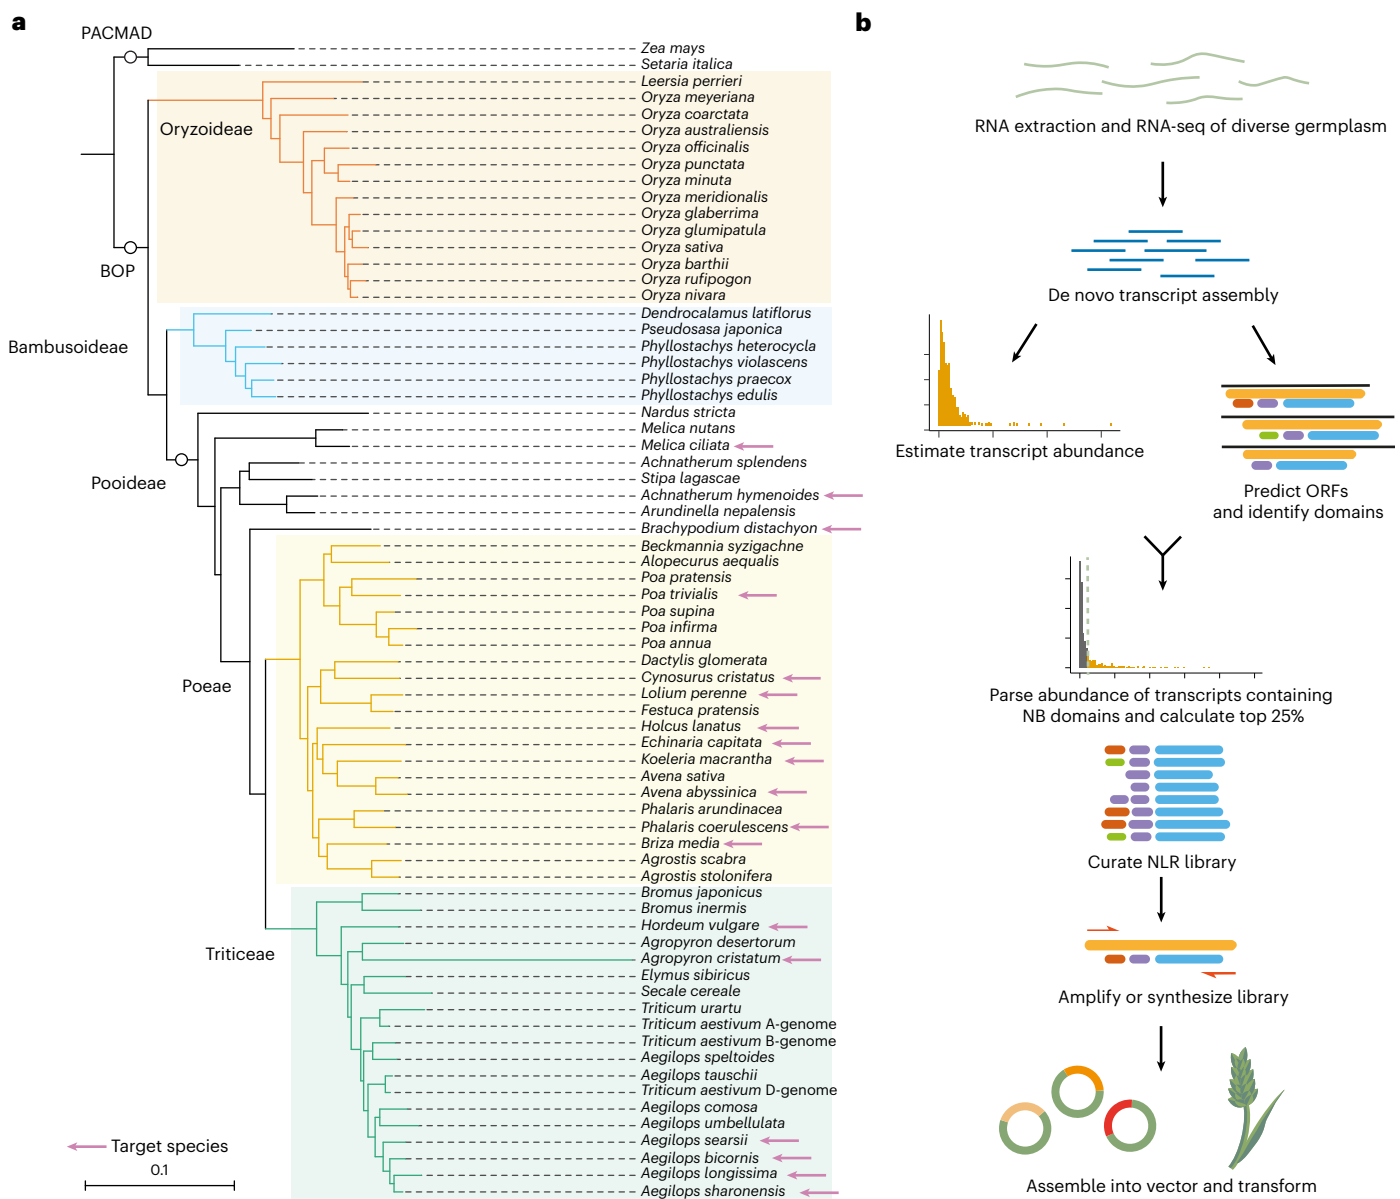 a
PACMAD
Zea mays
Setaria italica
Leersia perrieri
Oryza meyeriana
Oryza coarctata
Oryzoideae
Oryza australiensis
Oryza officinalis
Oryza punctata
Oryza minuta
Oryza meridionalis
Oryza glaberrima
Oryza glumipatula
Oryza sativa
BOP
Oryza barthii
Oryza rufipogon
Oryza nivara
Dendrocalamus latiflorus
Pseudosasa japonica
Bambusoideae
Phyllostachys heterocycla
Phyllostachys violascens
Phyllostachys praecox
Phyllostachys edulis
Nardus stricta
Melica nutans
Melica ciliata
Achnatherum splendens
Pooideae
Stipa lagascae
Achnatherum hymenoides
Arundinella nepalensis
Brachypodium distachyon
Beckmannia syzigachne
Alopecurus aequalis
Poa pratensis
Poa trivialis
Poa supina
Poa infirma
Poa annua
Dactylis glomerata
Cynosurus cristatus
Poeae
Lolium perenne
Festuca pratensis
Holcus lanatus
Echinaria capitata
Koeleria macrantha
Avena sativa
Avena abyssinica
Phalaris arundinacea
Phalaris coerulescens
Briza media
Agrostis scabra
Agrostis stolonifera
Bromus japonicus
Bromus inermis
Hordeum vulgare
Triticeae
Agropyron desertorum
Agropyron cristatum
Elymus sibiricus
Secale cereale
Triticum urartu
Triticum aestivum A-genome
Triticum aestivum B-genome
Aegilops speltoides
Aegilops tauschii
Triticum aestivum D-genome
Aegilops comosa
Aegilops umbellulata
Aegilops searsii
Aegilops bicornis
Aegilops longissima
Aegilops sharonensis
Target species
0.1
b
RNA extraction and RNA-seq of diverse germplasm
De novo transcript assembly
Estimate transcript abundance
Predict ORFs
and identify domains
Parse abundance of transcripts containing
NB domains and calculate top 25%
Curate NLR library
Amplify or synthesize library
Assemble into vector and transform